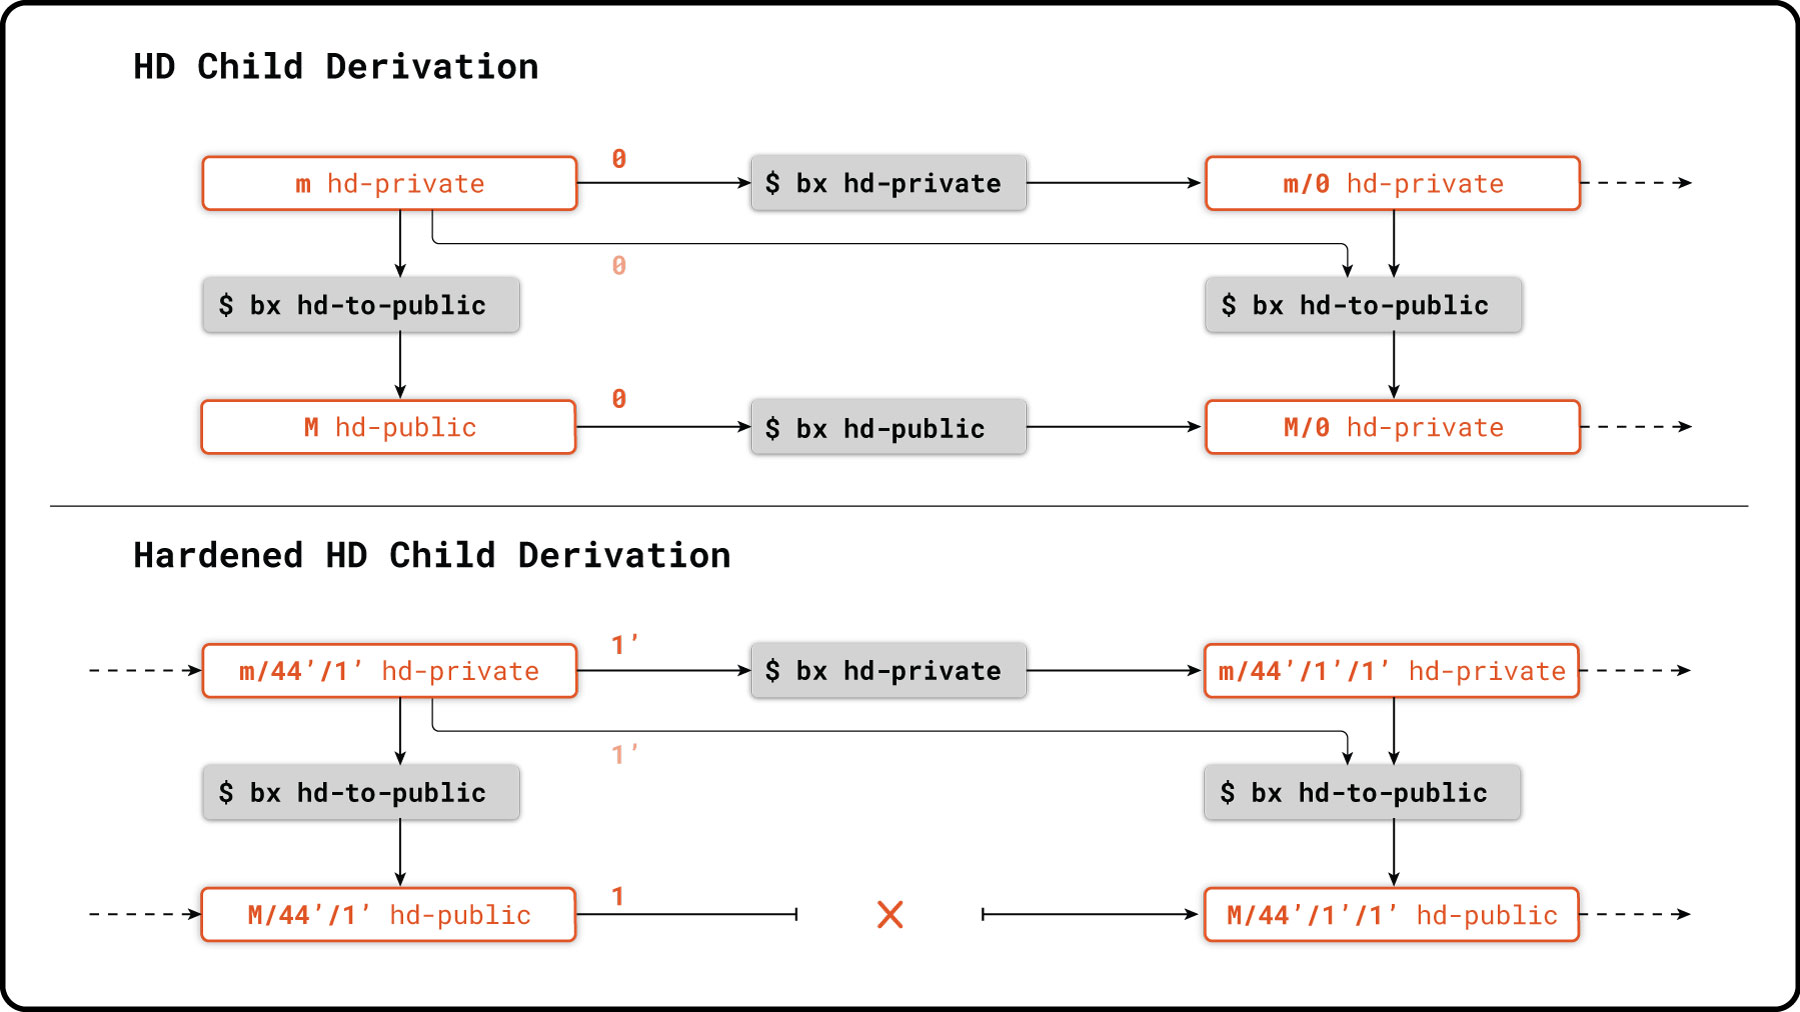 HD Child Derivation
0
m hd-private
$ bx hd-private
m/0 hd-private
0
$ bx hd-to-public
$ bx hd-to-public
0
M hd-public
$ bx hd-public
M/0 hd-private
Hardened HD Child Derivation
1’
m/44’/1’ hd-private
$ bx hd-private
m/44’/1’/1’ hd-private
1’
$ bx hd-to-public
$ bx hd-to-public
1
M/44’/1’ hd-public
M/44’/1’/1’ hd-public